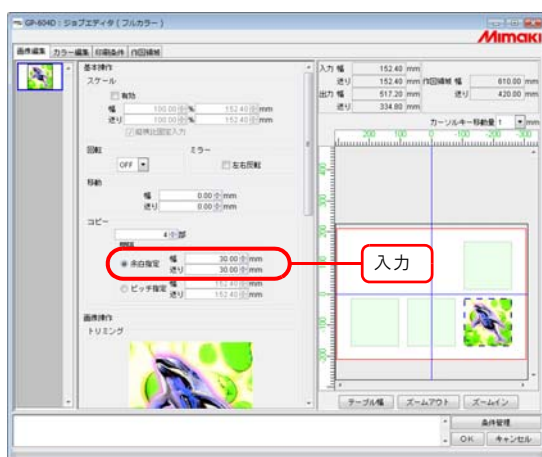 GP-604D : ジョブエディタ ( フルカラー )
Mimaki
画像編集 カラー編集 印刷条件 作図領域
基本操作
スケール
有効
幅 100.00 % 152.40 mm
送り 100.00 % 152.40 mm
縦横比固定入力
回転 ミラー
OFF 左右反転
移動
幅 0.00 mm
送り 0.00 mm
コピー
4 部
間隔
余白指定 幅 30.00 mm
送り 30.00 mm
ピッチ指定 幅 152.40 mm
送り 152.40 mm
画像操作
トリミング
入力
入力 幅 152.40 mm
送り 152.40 mm 作図領域 幅 610.00 mm
出力 幅 517.20 mm 送り 420.00 mm
送り 334.80 mm
カーソルキー移動量 1 mm
200 100 0 -100 -200 -300
テーブル幅 ズームアウト ズームイン
条件管理
OK キャンセル